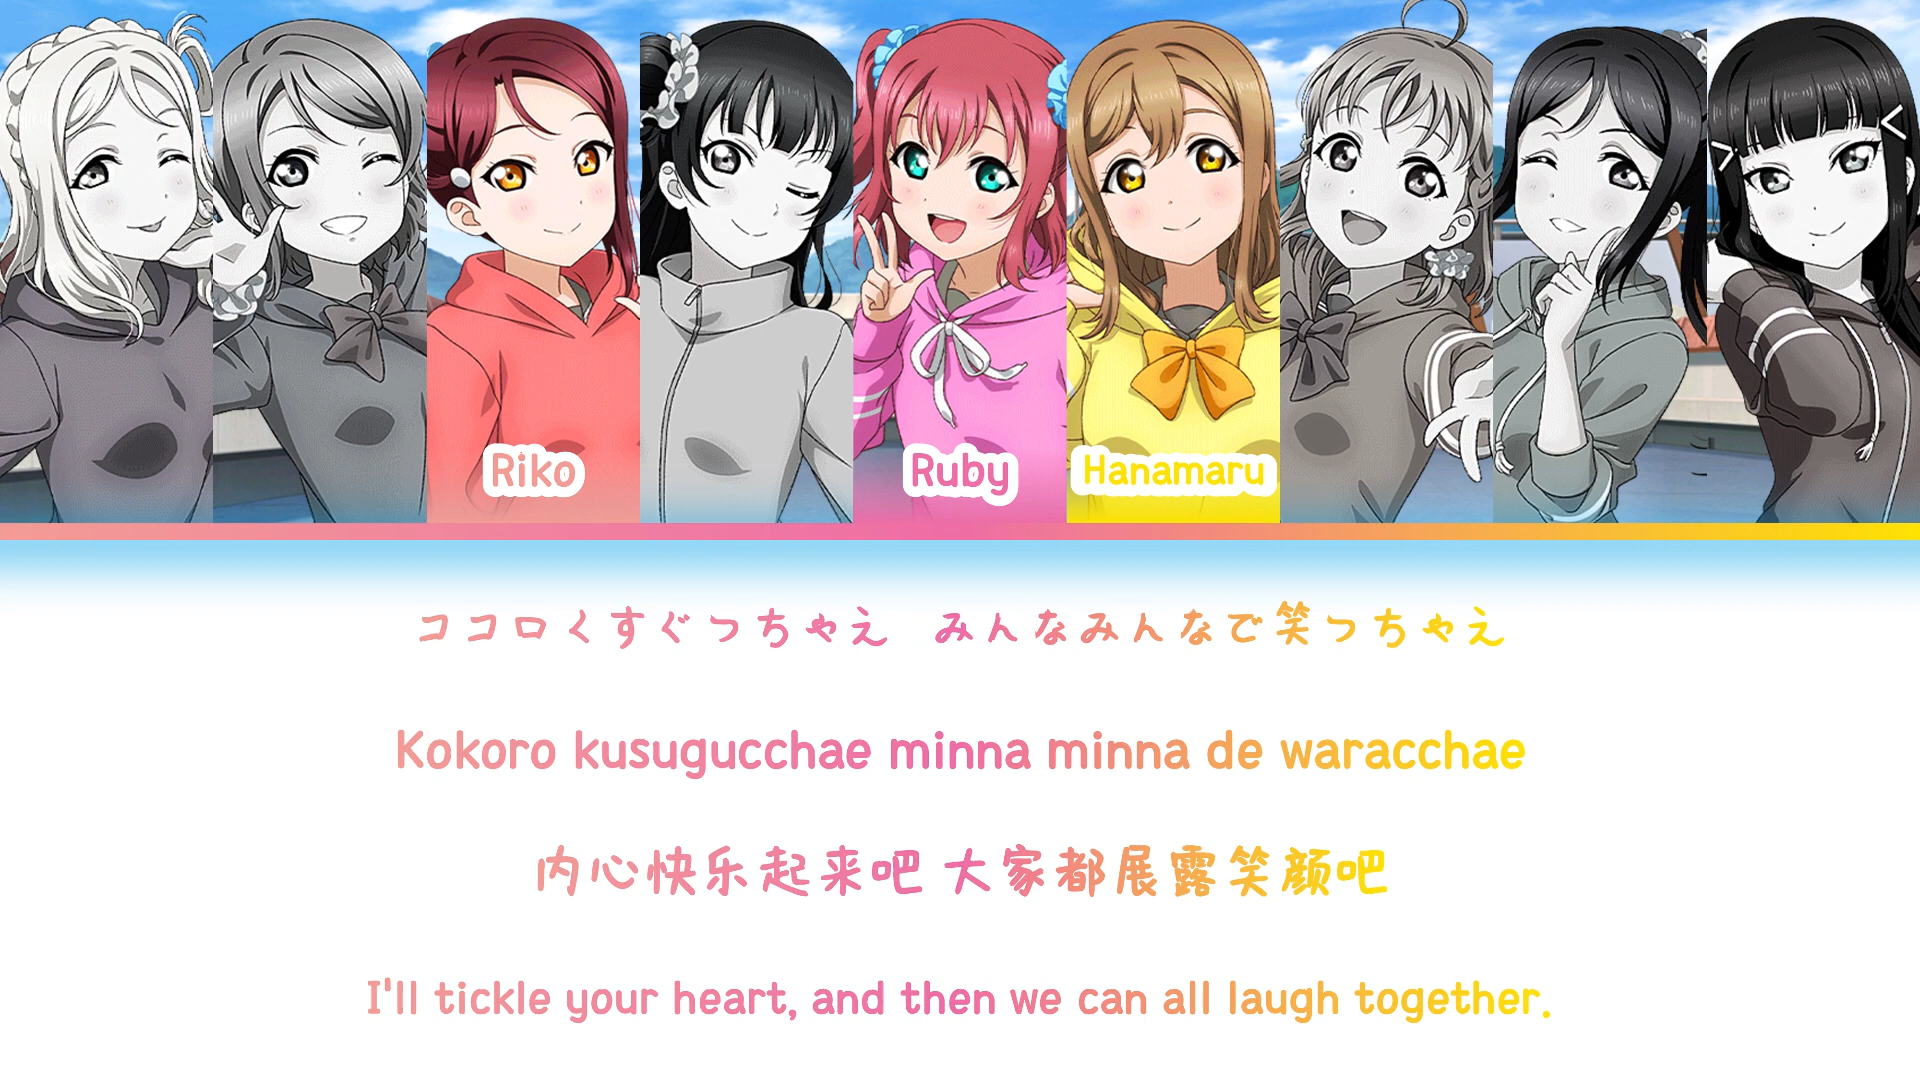 Riko
Ruby
Hanamaru
ココロくすぐっちゃえ みんなみんなで笑っちゃえ
Kokoro kusugucchae minna minna de waracchae
内心快乐起来吧 大家都展露笑颜吧
I'll tickle your heart, and then we can all laugh together.